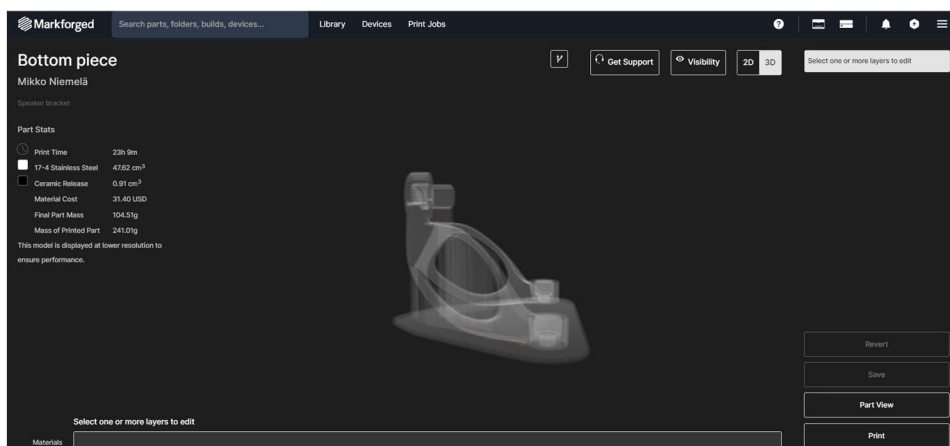 Markforged
Search parts, folders, builds, devices...
Library
Devices
Print Jobs
?
Bottom piece
Mikko Niemelä
Speaker bracket
Get Support
Visibility
2D 3D
Select one or more layers to edit
Part Stats
Print Time 23h 9m
17-4 Stainless Steel 47.62 cm³
Ceramic Release 0.91 cm³
Material Cost 31.40 USD
Final Part Mass 104.51g
Mass of Printed Part 241.01g
This model is displayed at lower resolution to
ensure performance.
Revert
Save
Part View
Print
Select one or more layers to edit
Materials